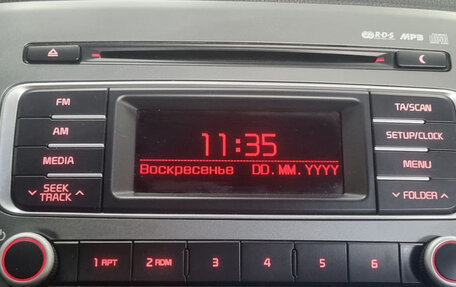 R·D·S MP3
FM
AM
MEDIA
SEEK
TRACK
11:35
Воскресенье DD.MM.YYYY
TA/SCAN
SETUP/CLOCK
MENU
FOLDER
1 RPT
2 RDM
3
4
5
6